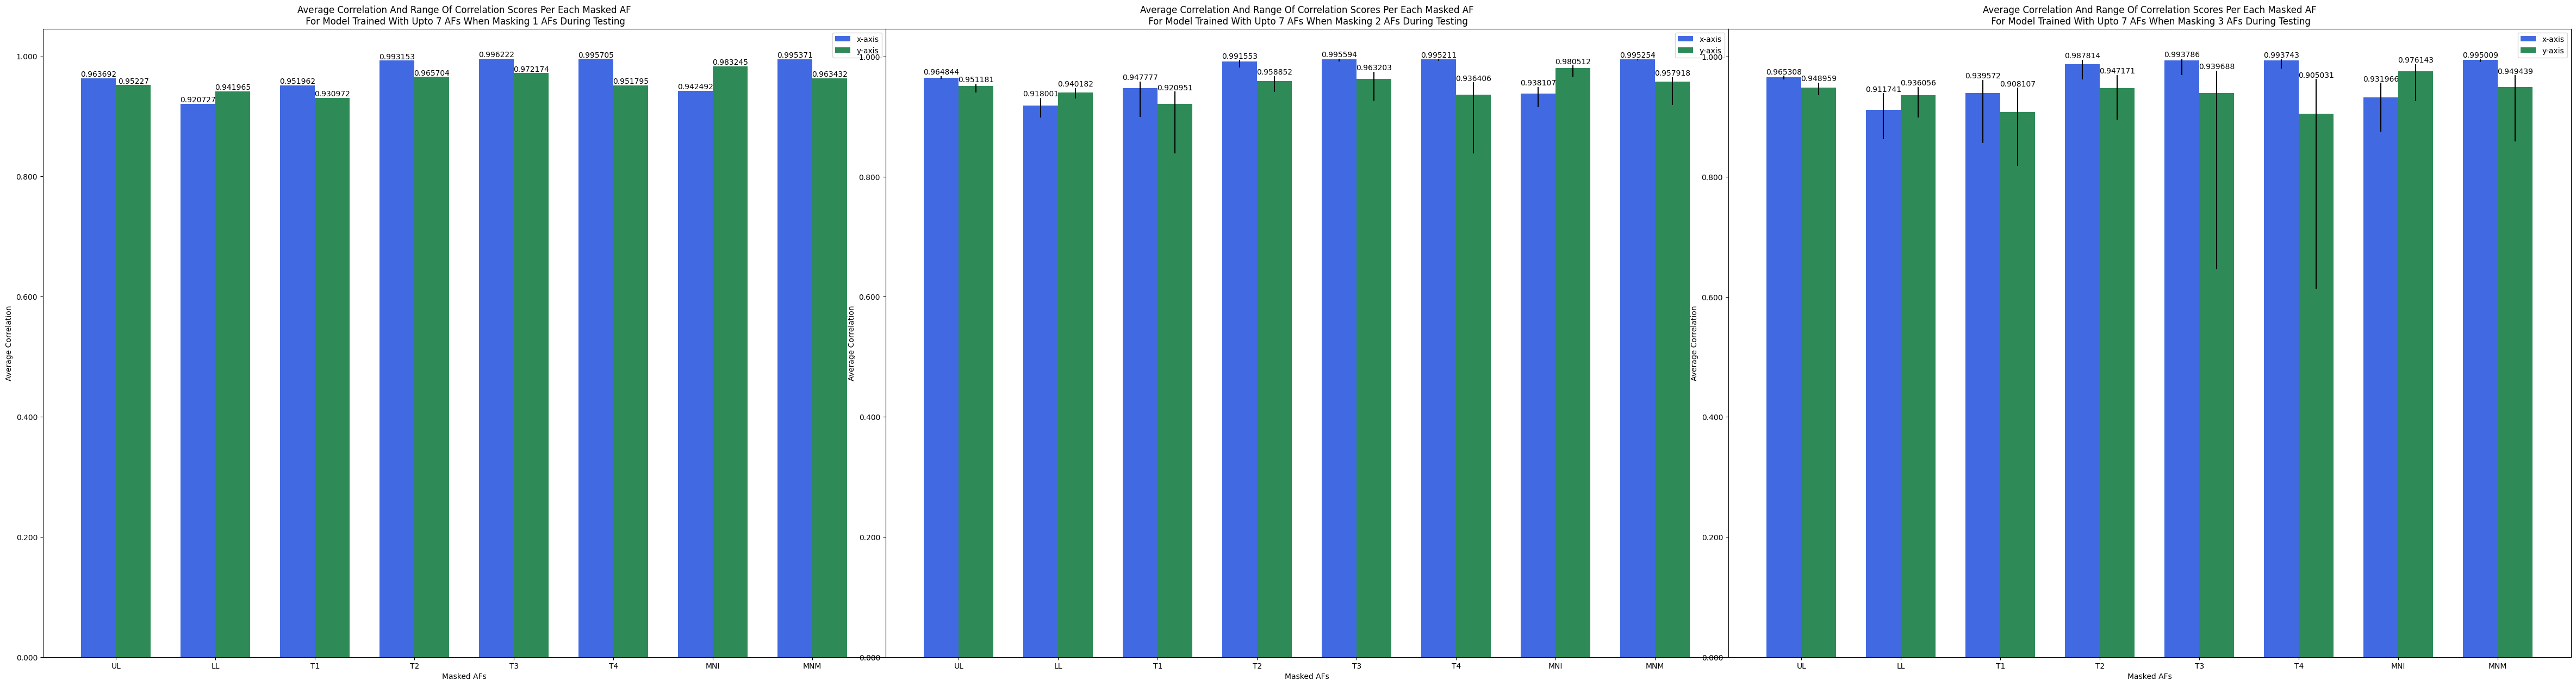 Average Correlation And Range Of Correlation Scores Per Each Masked AF
For Model Trained With Upto 7 AFs When Masking 1 AFs During Testing
x-axis
y-axis
1.000
0.800
0.600
0.400
0.200
0.000
Average Correlation
0.963692
0.95227
0.920727
0.941965
0.951962
0.930972
0.993153
0.965704
0.996222
0.972174
0.995705
0.951795
0.942492
0.983245
0.995371
0.963432
UL
LL
T1
T2
T3
T4
MNI
MNM
Masked AFs
Average Correlation And Range Of Correlation Scores Per Each Masked AF
For Model Trained With Upto 7 AFs When Masking 2 AFs During Testing
x-axis
y-axis
1.000
0.800
0.600
0.400
0.200
0.000
Average Correlation
0.964844
0.951181
0.918001
0.940182
0.947777
0.920951
0.991553
0.958852
0.995594
0.963203
0.995211
0.936406
0.938107
0.980512
0.995254
0.957918
UL
LL
T1
T2
T3
T4
MNI
MNM
Masked AFs
Average Correlation And Range Of Correlation Scores Per Each Masked AF
For Model Trained With Upto 7 AFs When Masking 3 AFs During Testing
x-axis
y-axis
1.000
0.800
0.600
0.400
0.200
0.000
Average Correlation
0.965308
0.948959
0.911741
0.936056
0.939572
0.908107
0.987814
0.947171
0.993786
0.939688
0.993743
0.905031
0.931966
0.976143
0.995009
0.949439
UL
LL
T1
T2
T3
T4
MNI
MNM
Masked AFs